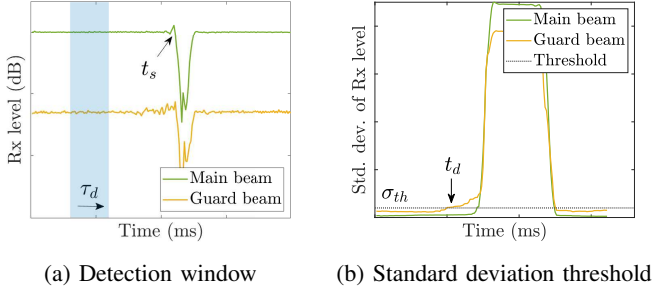 Rx level (dB)
t_s
τ_d
Main beam
Guard beam
Time (ms)
(a) Detection window
Std. dev. of Rx level
Main beam
Guard beam
Threshold
t_d
σ_th
Time (ms)
(b) Standard deviation threshold